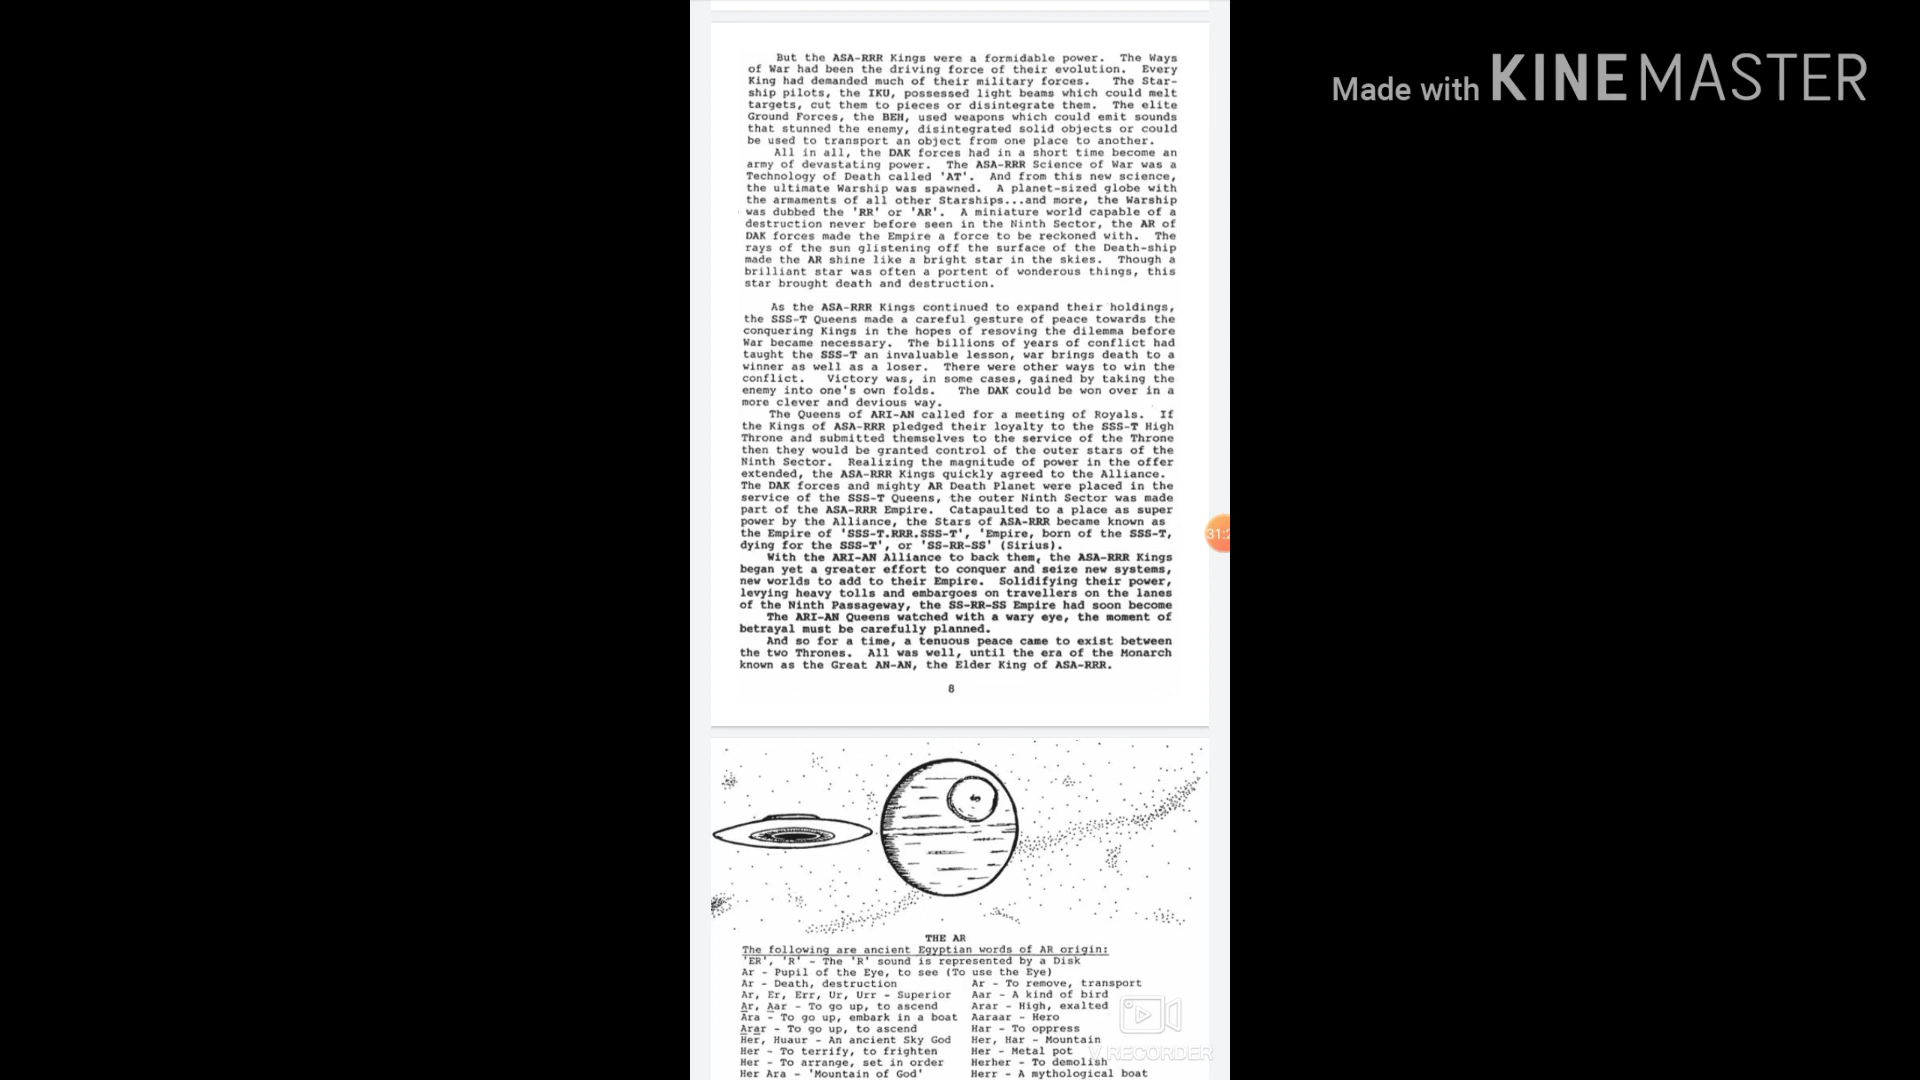 Made with KINEMASTER
But the ASA-RRR Kings were a formidable power. The Ways
of War had been the driving force of their evolution. Every
King had demanded much of their military forces. The Star-
ship pilots, the IKU, possessed light beams which could melt
targets, cut them to pieces or disintegrate them. The elite
Ground Forces, the BEH, used weapons which could emit sounds
that stunned the enemy, disintegrated solid objects or could
be used to transport an object from one place to another.
All in all, the DAK forces had in a short time become an
army of devastating power. The ASA-RRR Science of War was a
Technology of Death called 'AT'. And from this new science,
the ultimate Warship was spawned. A planet-sized globe with
the armaments of all other Starships...and more, the Warship
was dubbed the 'RR' or 'AR'. A miniature world capable of a
destruction never before seen in the Ninth Sector, the AR of
DAK forces made the Empire a force to be reckoned with. The
rays of the sun glistening off the surface of the Death-ship
made the AR shine like a bright star in the skies. Though a
brilliant star was often a portent of wonderous things, this
star brought death and destruction.
As the ASA-RRR Kings continued to expand their holdings,
the SSS-T Queens made a careful gesture of peace towards the
conquering Kings in the hopes of resoving the dilemma before
War became necessary. The billions of years of conflict had
taught the SSS-T an invaluable lesson, war brings death to a
winner as well as a loser. There were other ways to win the
conflict. Victory was, in some cases, gained by taking the
enemy into one's own folds. The DAK could be won over in a
more clever and devious way.
The Queens of ARI-AN called for a meeting of Royals. If
the Kings of ASA-RRR pledged their loyalty to the SSS-T High
Throne and submitted themselves to the service of the Throne
then they would be granted control of the outer stars of the
Ninth Sector. Realizing the magnitude of power in the offer
extended, the ASA-RRR Kings quickly agreed to the Alliance.
The DAK forces and mighty AR Death Planet were placed in the
service of the SSS-T Queens, the outer Ninth Sector was made
part of the ASA-RRR Empire. Catapaulted to a place as super
power by the Alliance, the Stars of ASA-RRR became known as
the Empire of 'SSS-T.RRR.SSS-T', 'Empire, born of the SSS-T,
dying for the SSS-T', or 'SS-RR-SS' (Sirius).
With the ARI-AN Alliance to back them, the ASA-RRR Kings
began yet a greater effort to conquer and seize new systems,
new worlds to add to their Empire. Solidifying their power,
levying heavy tolls and embargoes on travellers on the lanes
of the Ninth Passageway, the SS-RR-SS Empire had soon become
The ARI-AN Queens watched with a wary eye, the moment of
betrayal must be carefully planned.
And so for a time, a tenuous peace came to exist between
the two Thrones. All was well, until the era of the Monarch
known as the Great AN-AN, the Elder King of ASA-RRR.
8
THE AR
The following are ancient Egyptian words of AR origin:
'ER', 'R' - The 'R' sound is represented by a Disk
Ar - Pupil of the Eye, to see (To use the Eye)
Ar - Death, destruction Ar - To remove, transport
Ar, Er, Err, Ur, Urr - Superior Aar - A kind of bird
Ar, Aar - To go up, to ascend Arar - High, exalted
Ara - To go up, embark in a boat Aaraar - Hero
Arar - To go up, to ascend Har - To oppress
Her, Huaur - An ancient Sky God Her, Har - Mountain
Her - To terrify, to frighten Her - Metal pot
Her - To arrange, set in order Herher - To demolish
Her Ara - 'Mountain of God' Herr - A mythological boat
V RECORDER